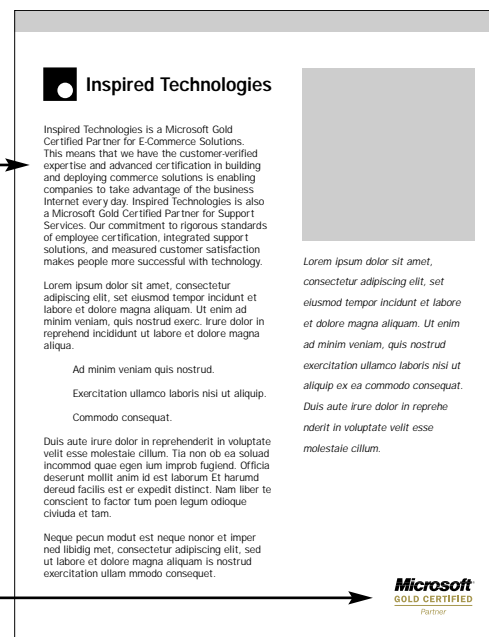 Inspired Technologies
Inspired Technologies is a Microsoft Gold
Certified Partner for E-Commerce Solutions.
This means that we have the customer-verified
expertise and advanced certification in building
and deploying commerce solutions is enabling
companies to take advantage of the business
Internet every day. Inspired Technologies is also
a Microsoft Gold Certified Partner for Support
Services. Our commitment to rigorous standards
of employee certification, integrated support
solutions, and measured customer satisfaction
makes people more successful with technology.
Lorem ipsum dolor sit amet, consectetur
adipiscing elit, set eiusmod tempor incidunt et
labore et dolore magna aliquam. Ut enim ad
minim veniam, quis nostrud exerc. Irure dolor in
reprehend incididunt ut labore et dolore magna
aliqua.
Ad minim veniam quis nostrud.
Exercitation ullamco laboris nisi ut aliquip.
Commodo consequat.
Duis aute irure dolor in reprehenderit in voluptate
velit esse molestaie cillum. Tia non ob ea soluad
incommod quae egen ium improb fugiend. Officia
deserunt mollit anim id est laborum Et harumd
dereud facilis est er expedit distinct. Nam liber te
conscient to factor tum poen legum odioque
civiuda et tam.
Neque pecun modut est neque nonor et imper
ned libidig met, consectetur adipiscing elit, sed
ut labore et dolore magna aliquam is nostrud
exercitation ullam mmodo consequet.
Lorem ipsum dolor sit amet,
consectetur adipiscing elit, set
eiusmod tempor incidunt et labore
et dolore magna aliquam. Ut enim
ad minim veniam, quis nostrud
exercitation ullamco laboris nisi ut
aliquip ex ea commodo consequat.
Duis aute irure dolor in reprehe
nderit in voluptate velit esse
molestaie cillum.
Microsoft
GOLD CERTIFIED
Partner